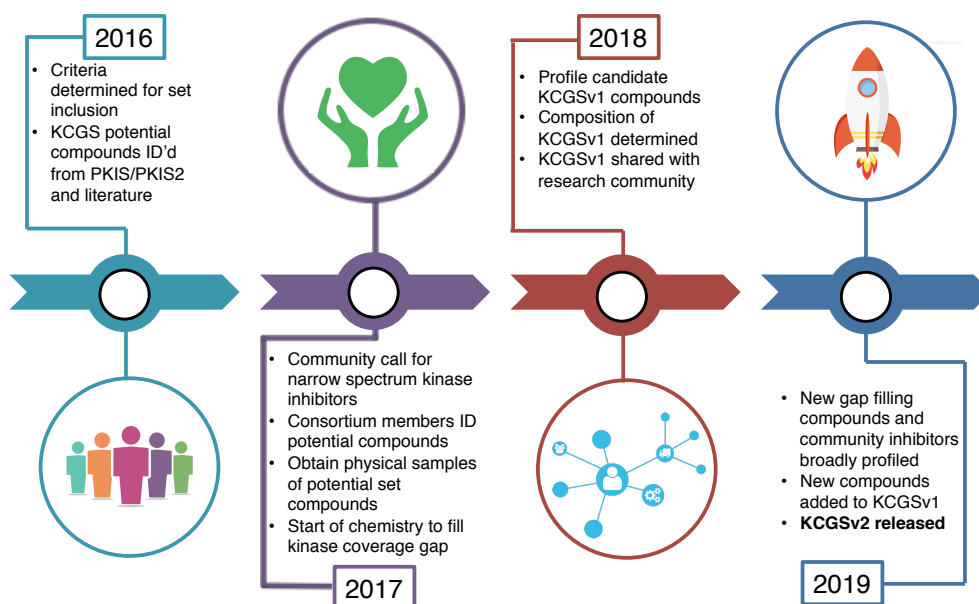 2016
• Criteria
determined for set
inclusion
• KCGS potential
compounds ID'd
from PKIS/PKIS2
and literature
• Community call for
narrow spectrum kinase
inhibitors
• Consortium members ID
potential compounds
• Obtain physical samples
of potential set
compounds
• Start of chemistry to fill
kinase coverage gap
2017
2018
• Profile candidate
KCGSv1 compounds
• Composition of
KCGSv1 determined
• KCGSv1 shared with
research community
• New gap filling
compounds and
community inhibitors
broadly profiled
• New compounds
added to KCGSv1
• KCGSv2 released
2019